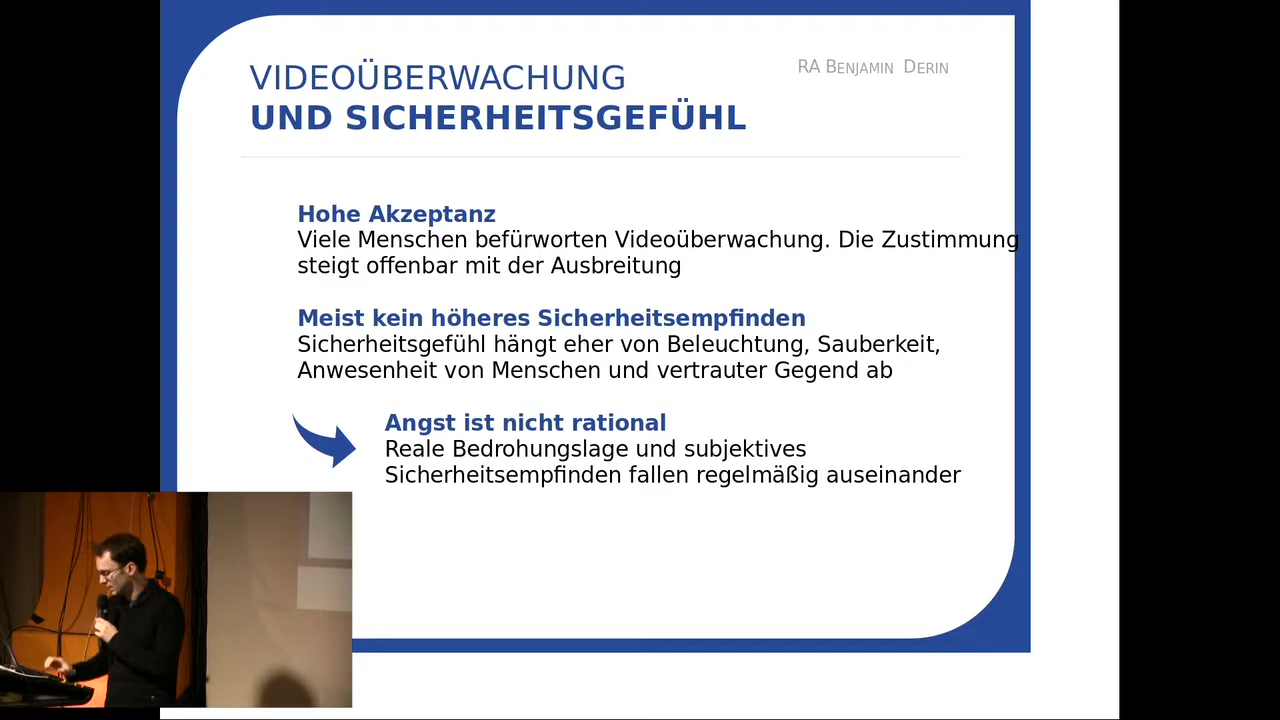 VIDEOÜBERWACHUNG
UND SICHERHEITSGEFÜHL
RA BENJAMIN DERIN
Hohe Akzeptanz
Viele Menschen befürworten Videoüberwachung. Die Zustimmung
steigt offenbar mit der Ausbreitung
Meist kein höheres Sicherheitsempfinden
Sicherheitsgefühl hängt eher von Beleuchtung, Sauberkeit,
Anwesenheit von Menschen und vertrauter Gegend ab
Angst ist nicht rational
Reale Bedrohungslage und subjektives
Sicherheitsempfinden fallen regelmäßig auseinander